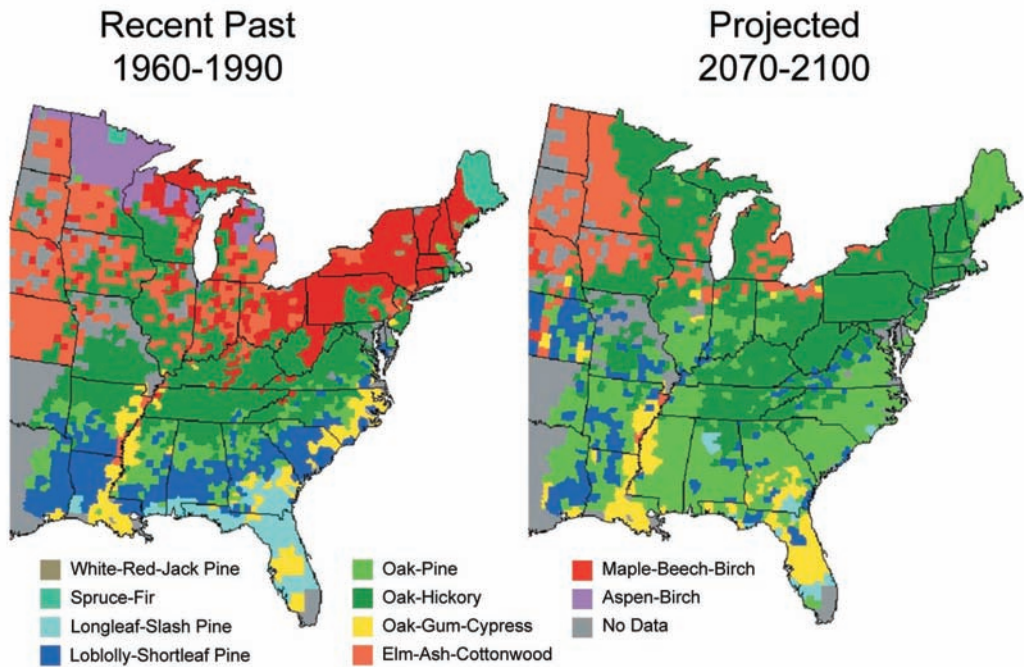 Recent Past
1960-1990
Projected
2070-2100
White-Red-Jack Pine
Spruce-Fir
Longleaf-Slash Pine
Loblolly-Shortleaf Pine
Oak-Pine
Oak-Hickory
Oak-Gum-Cypress
Elm-Ash-Cottonwood
Maple-Beech-Birch
Aspen-Birch
No Data